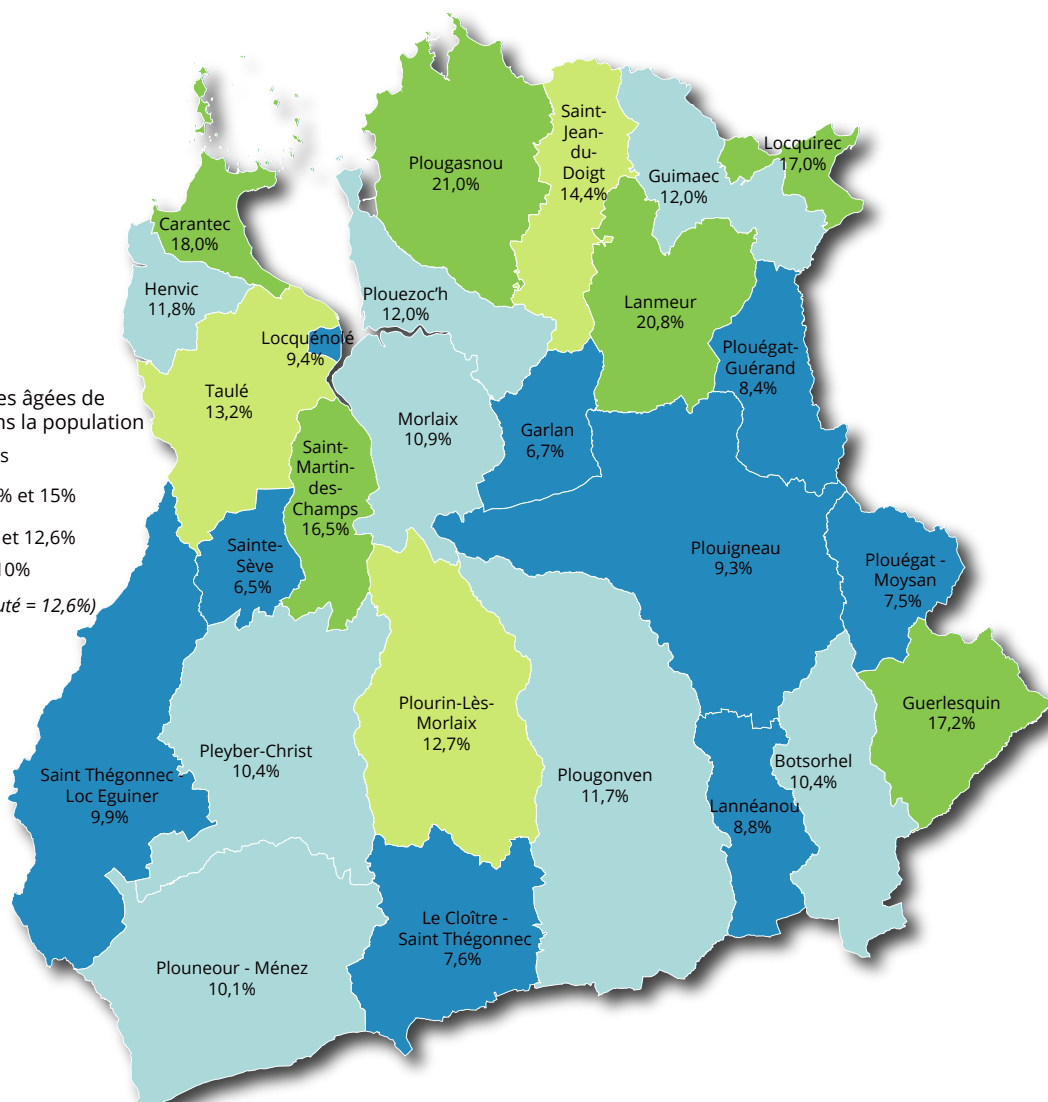 Plougasnou
21,0%
Saint-
Jean-
du-
Doigt
14,4%
Guimaec
12,0%
Locquirec
17,0%
Carantec
18,0%
Henvic
11,8%
Plouezoc'h
12,0%
Lanmeur
20,8%
Locquénolé
9,4%
Plouégat-
Guérand
8,4%
Taulé
13,2%
Morlaix
10,9%
Garlan
6,7%
Saint-
Martin-
des-
Champs
16,5%
es âgées de
ns la population
s
% et 15%
et 12,6%
10%
uté = 12,6%)
Sainte-
Sève
6,5%
Plouigneau
9,3%
Plouégat -
Moysan
7,5%
Guerlesquin
17,2%
Plourin-Lès-
Morlaix
12,7%
Pleyber-Christ
10,4%
Plougonven
11,7%
Botsorhel
10,4%
Saint Thégonnec -
Loc Eguiner
9,9%
Lannéanou
8,8%
Le Cloître -
Saint Thégonnec
7,6%
Plouneour - Ménez
10,1%